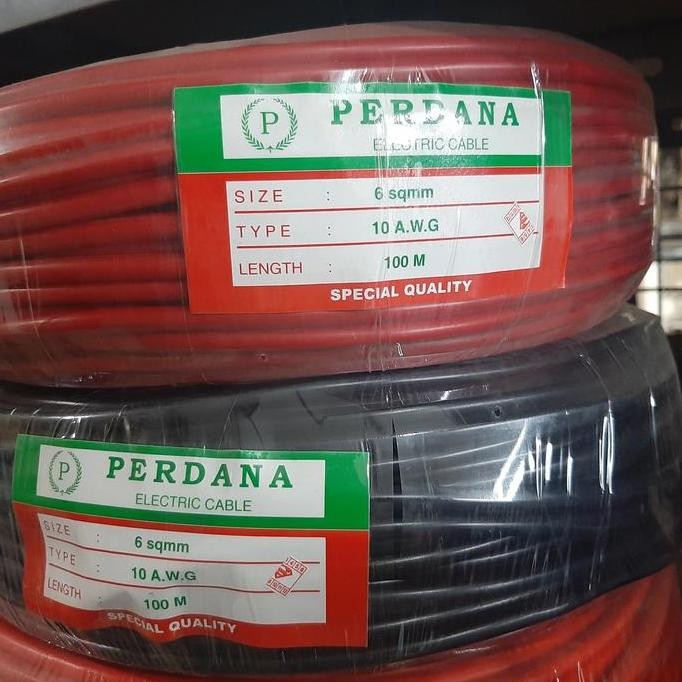 P
PERDANA
ELECTRIC CABLE
SIZE : 6 sqmm
TYPE : 10 A.W.G
LENGTH : 100 M
SPECIAL QUALITY
P
PERDANA
ELECTRIC CABLE
SIZE : 6 sqmm
TYPE : 10 A.W.G
LENGTH : 100 M
SPECIAL QUALITY